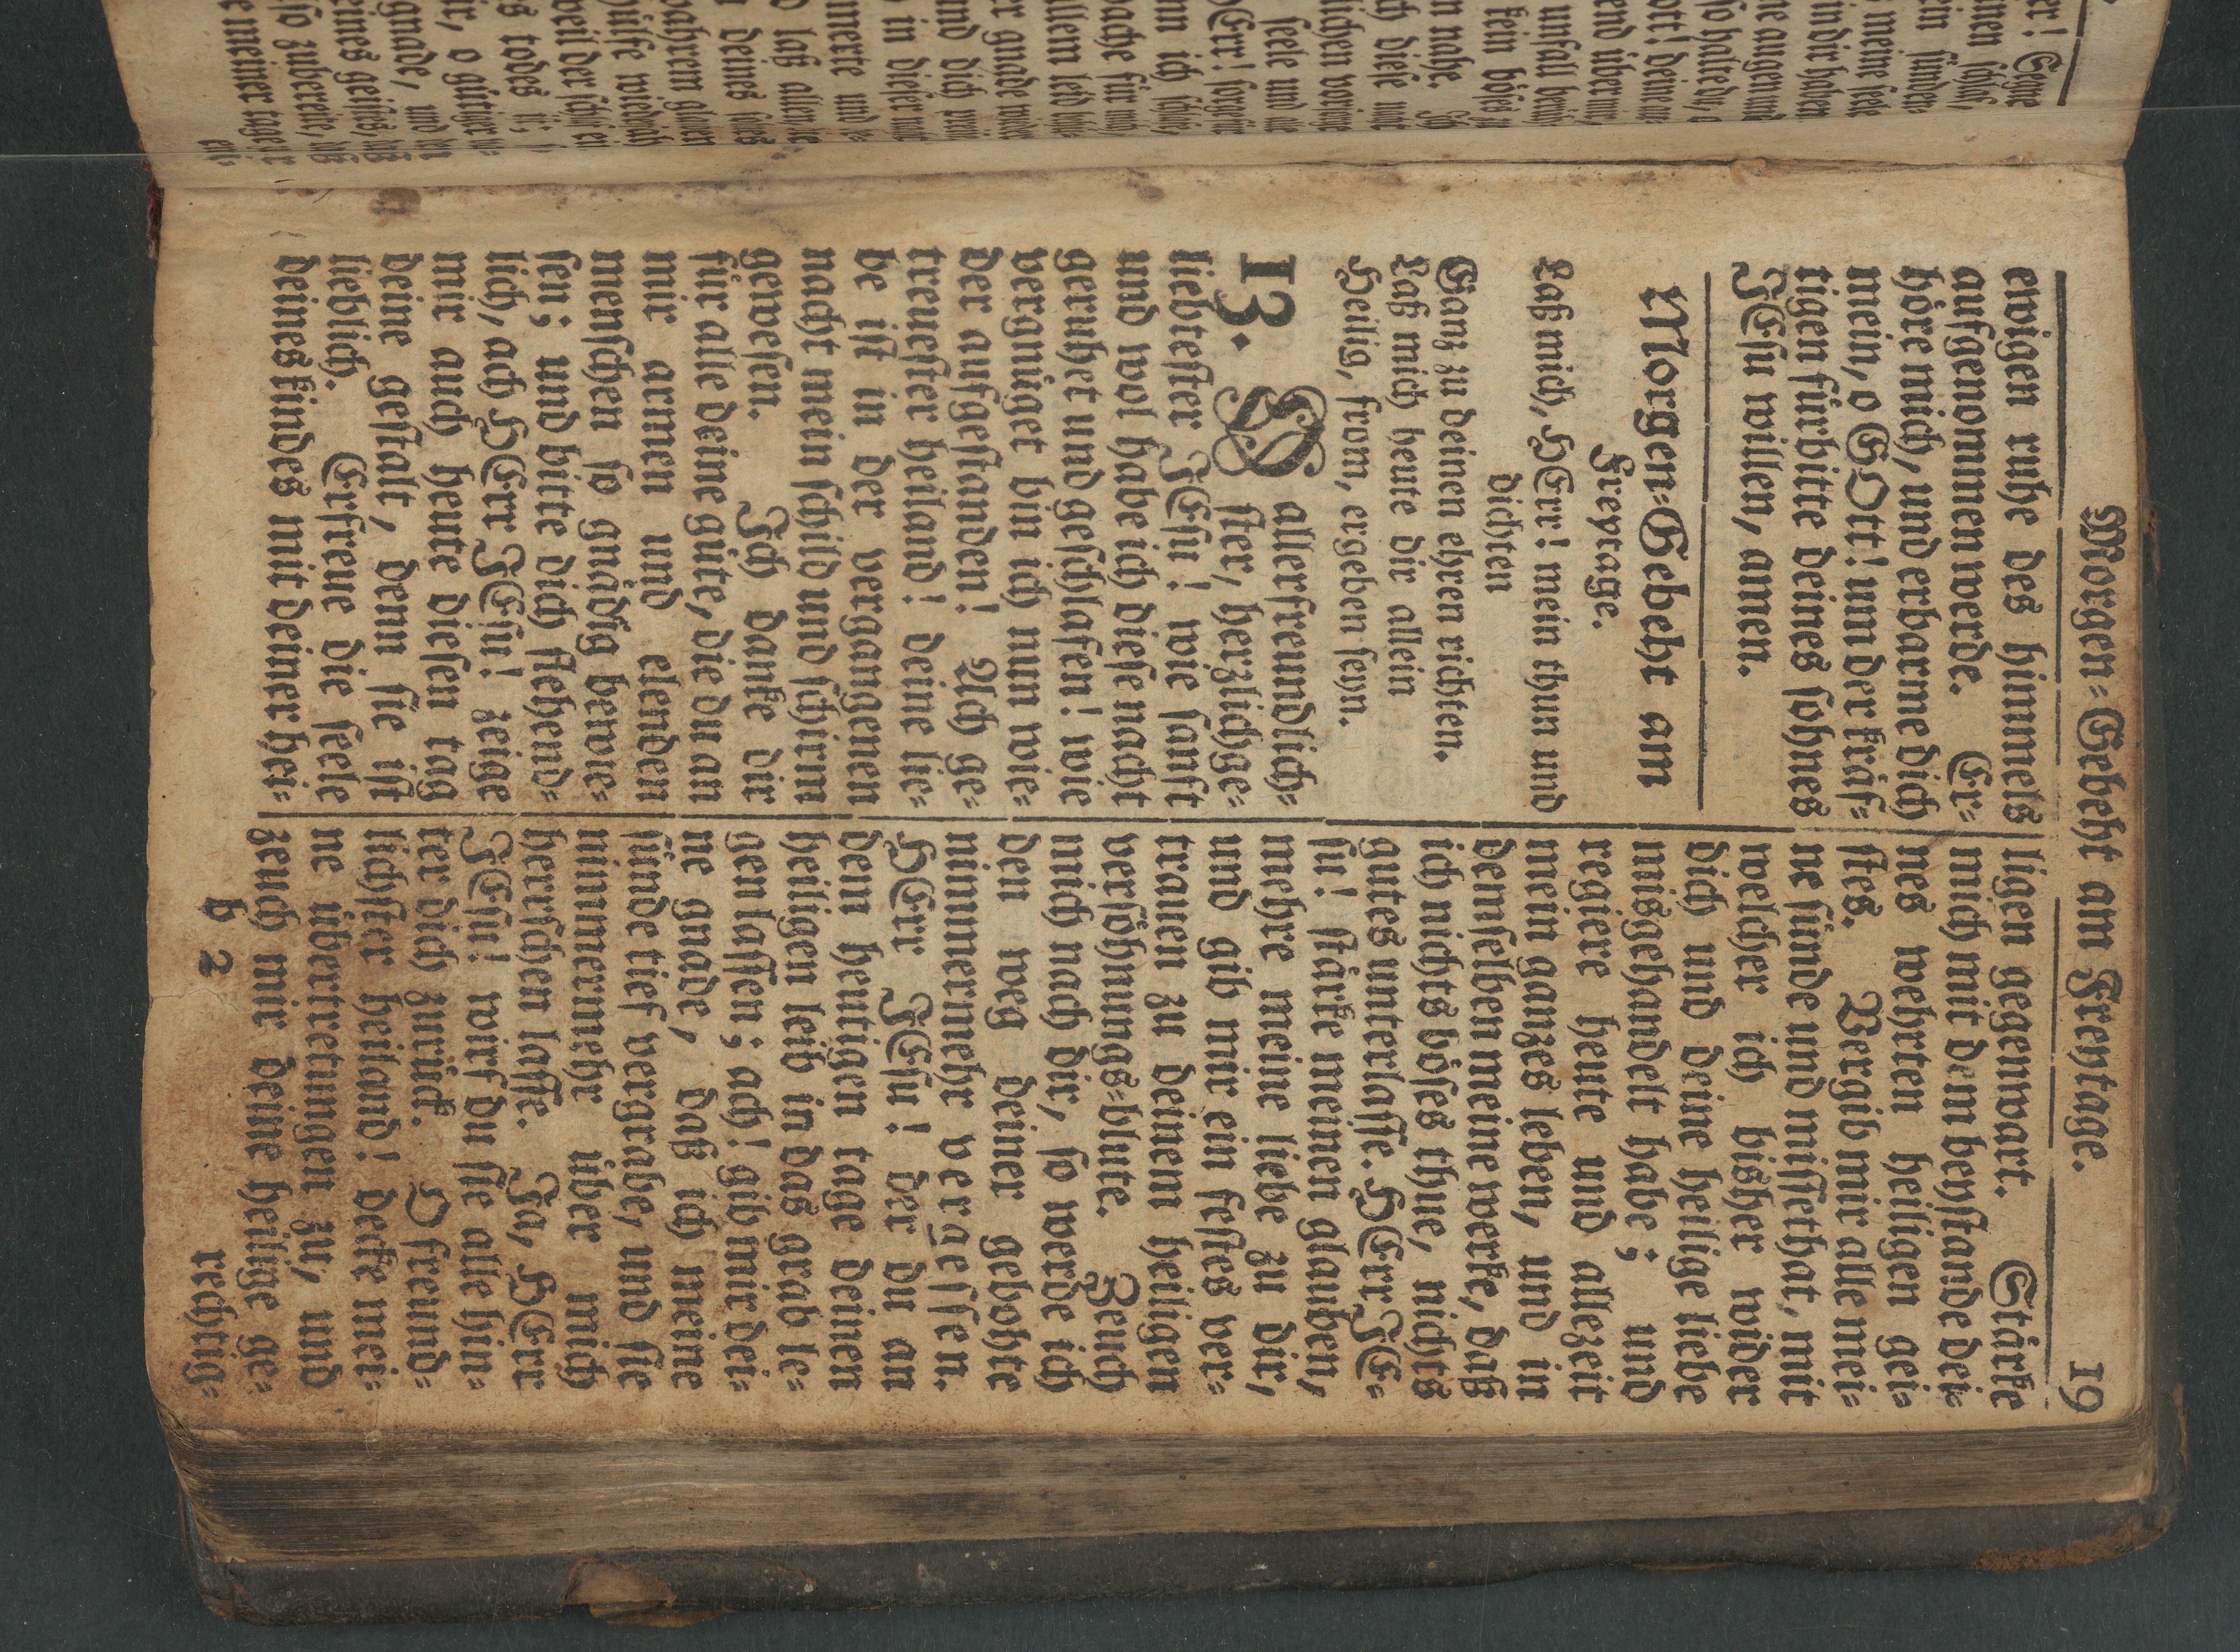 Morgen-Gebeht am Freytage. 19
ewigen ruhe des himmels
aufgenommen werde. Er-
höre mich, und erbarme dich
mein, o GOtt! um der kräf-
tigen fürbitte deines sohnes
JEsu willen, amen.
Morgen-Gebeht am
Freytage.
Laß mich, HErr! mein thun und
dichten
Ganz zu deinen ehren richten.
Laß mich heute dir allein
Heilig, from, ergeben seyn.
13. O allerfreundlich-
ster, herzlichge-
liebtester JEsu! wie sanft
und wol habe ich diese nacht
geruhet und geschlafen! wie
vergnüget bin ich nun wie-
der aufgestanden! Ach ge-
treuester heiland! deine lie-
be ist in der vergangenen
nacht mein schild und schirm
gewesen. Ich danke dir
für alle deine güte, die du an
mir armen und elenden
menschen so gnädig bewie-
sen; und bitte dich flehend-
lich, ach HErr JEsu! zeige
mir auch heute diesen tag
deine gestalt, denn sie ist
lieblich. Erfreue die seele
deines kindes mit deiner hei-
ligen gegenwart. Stärke
mich mit dem beystande dei-
nes wehrten heiligen gei-
stes. Vergib mir alle mei-
ne sünde und missethat, mit
welcher ich bisher wider
dich und deine heilige liebe
misgehandelt habe; und
regiere heute und allezeit
mein ganzes leben, und in
demselben meine werke, daß
ich nichts böses thue, nichts
gutes unterlasse. HErr JE-
su! stärke meinen glauben,
mehre meine liebe zu dir,
und gib mir ein festes ver-
trauen zu deinem heiligen
versöhnungs-blute. Zeuch
mich nach dir, so werde ich
den weg deiner gebohte
nimmermehr vergessen.
HErr JEsu! der du an
dein heutigen tage deinen
heiligen leib in das grab le-
gen lassen; ach! gib mir dei-
ne gnade, daß ich meine
sünde tief vergrabe, und sie
nimmermehr über mich
herrschen lasse. Ja, HErr
JEsu! wirf du sie alle hin-
ter dich zurück. Freund-
lichster heiland! decke mei-
ne übertretungen zu, und
zeuch mir deine heilige ge-
b 2 rechtig-